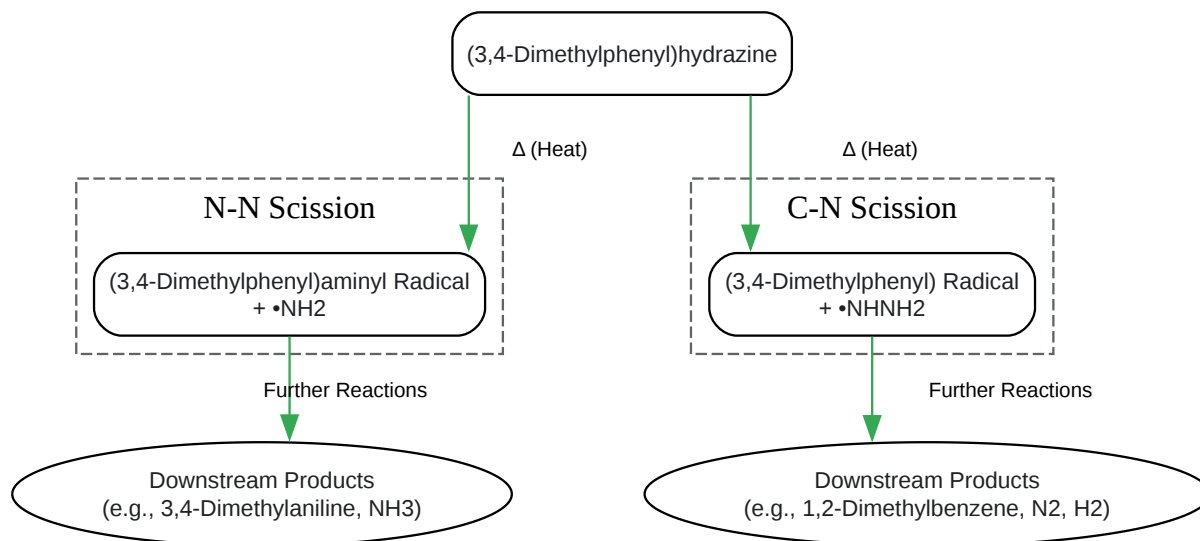 (3,4-Dimethylphenyl)hydrazine
Δ (Heat)
Δ (Heat)
N-N Scission
C-N Scission
(3,4-Dimethylphenyl)aminyl Radical
+ •NH2
(3,4-Dimethylphenyl) Radical
+ •NHNH2
Further Reactions
Further Reactions
Downstream Products
(e.g., 3,4-Dimethylaniline, NH3)
Downstream Products
(e.g., 1,2-Dimethylbenzene, N2, H2)